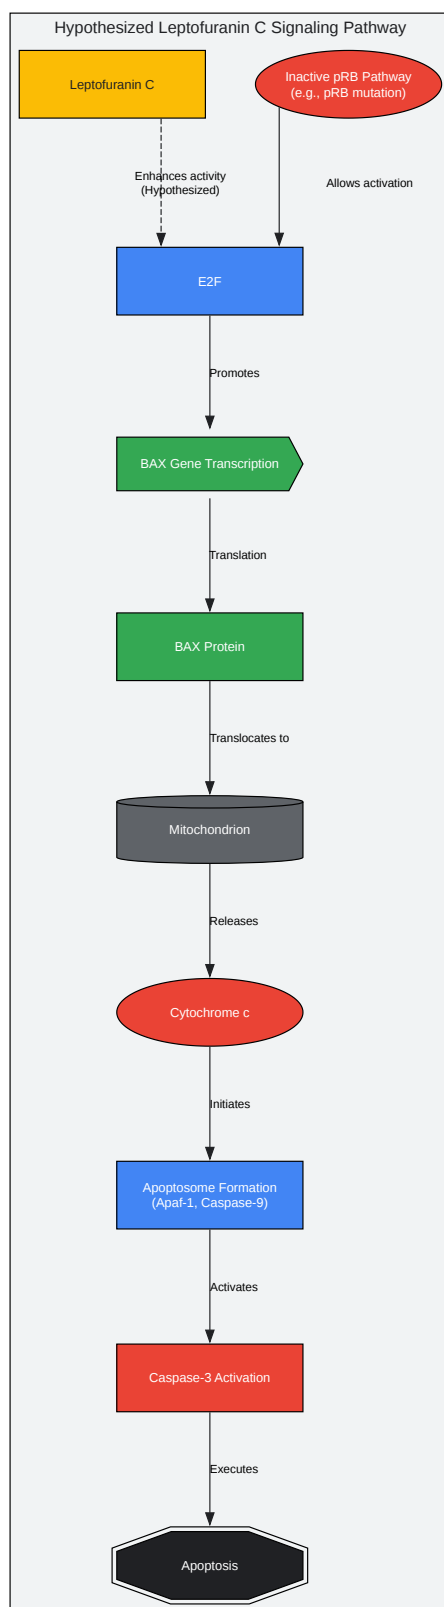 Hypothesized Leptofuranin C Signaling Pathway
Leptofuranin C
Inactive pRB Pathway
(e.g., pRB mutation)
Enhances activity
(Hypothesized)
Allows activation
E2F
Promotes
BAX Gene Transcription
Translation
BAX Protein
Translocates to
Mitochondrion
Releases
Cytochrome c
Initiates
Apoptosome Formation
(Apaf-1, Caspase-9)
Activates
Caspase-3 Activation
Executes
Apoptosis